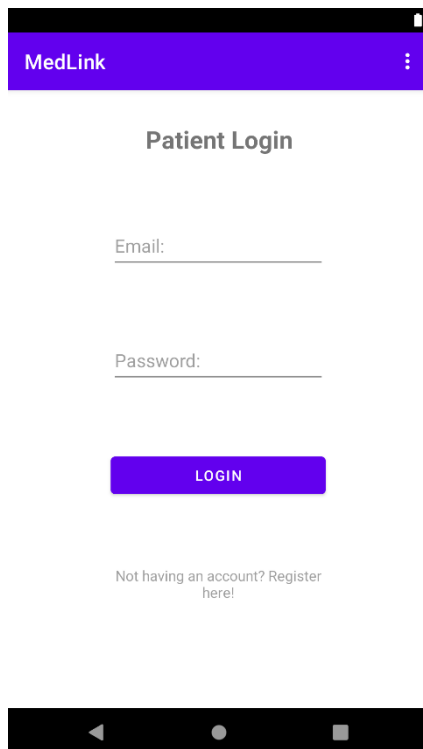 MedLink
Patient Login
Email:
Password:
LOGIN
Not having an account? Register
here!